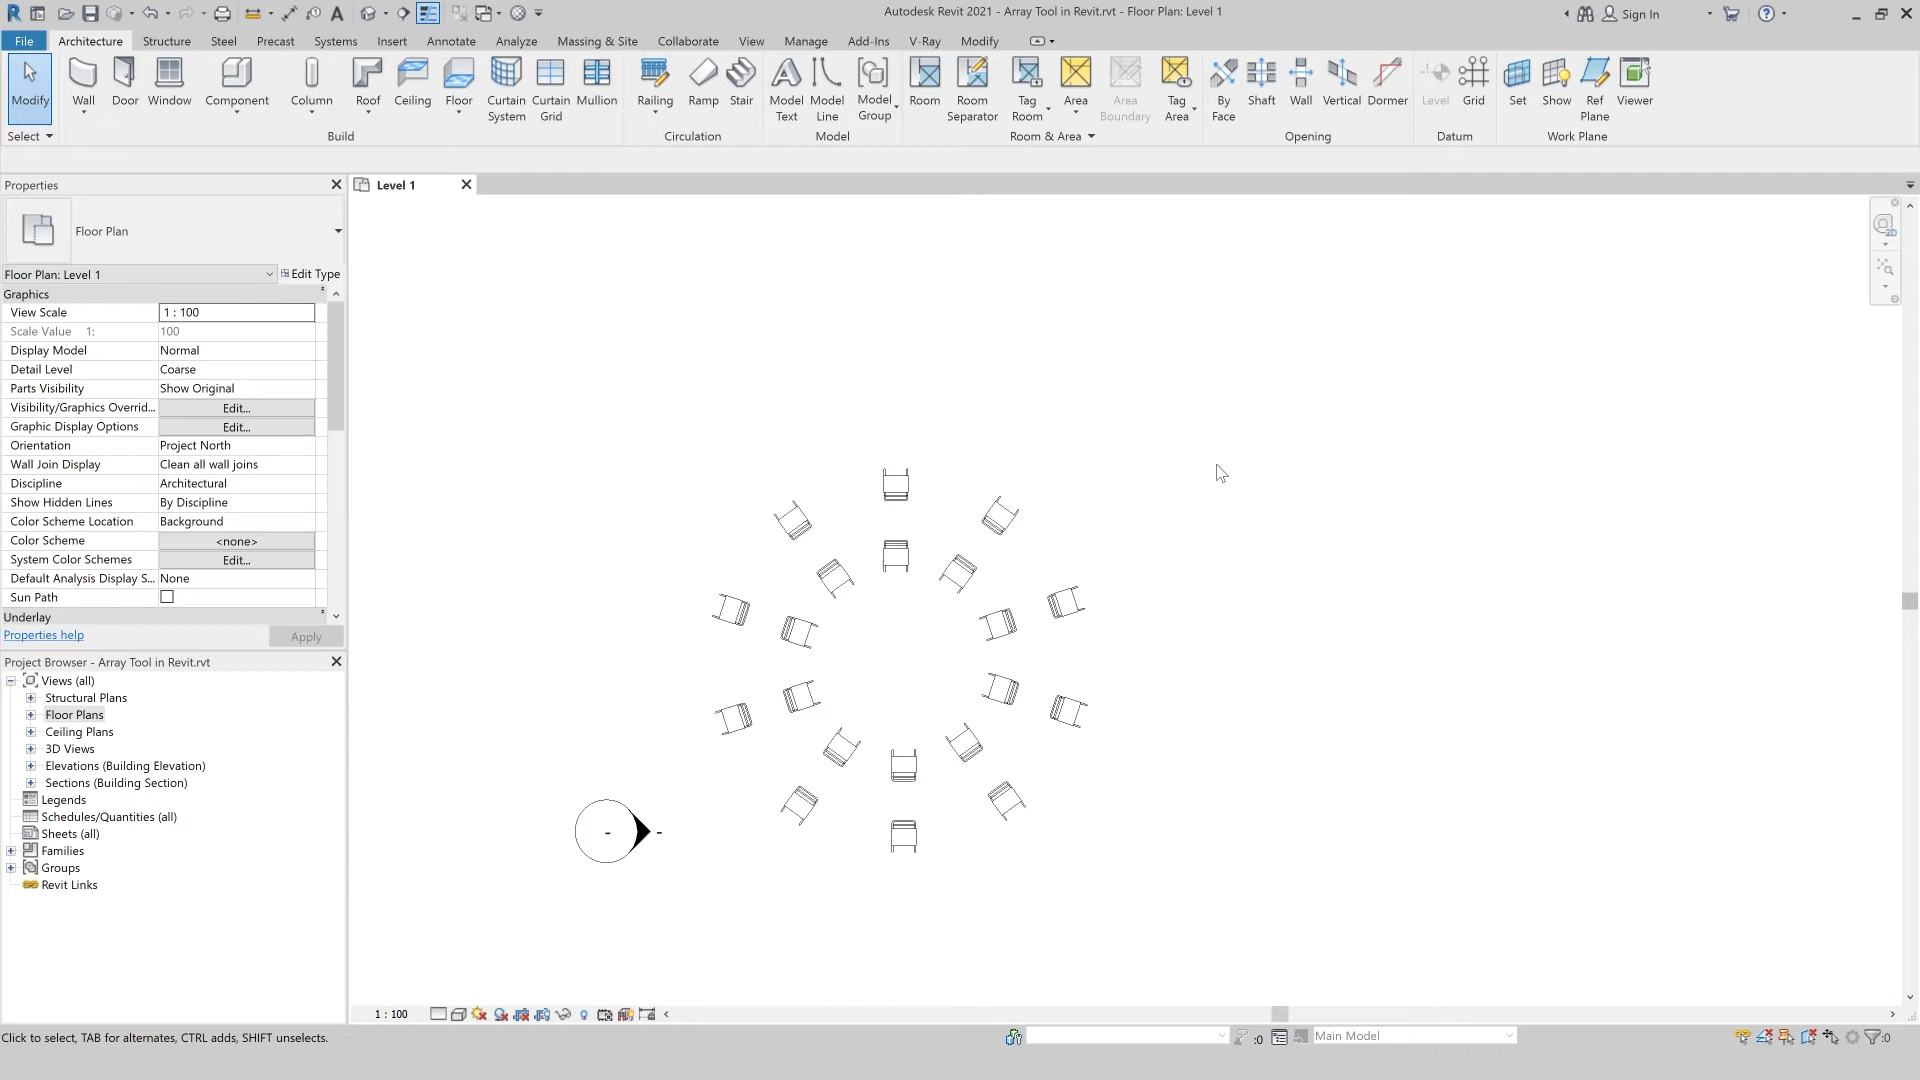 Autodesk Revit 2021 - Array Tool in Revit.rvt - Floor Plan: Level 1
Sign In
File Architecture Structure Steel Precast Systems Insert Annotate Analyze Massing & Site Collaborate View Manage Add-Ins V-Ray Modify
Modify
Wall
Door
Window
Component
Column
Roof
Ceiling
Floor
Curtain System
Curtain Grid
Mullion
Railing
Ramp
Stair
Model Text
Model Line
Model Group
Room
Room Separator
Tag Room
Area
Area Boundary
Tag Area
By Face
Shaft
Wall
Vertical
Dormer
Level
Grid
Set
Show
Ref Plane
Viewer
Select
Build
Circulation
Model
Room & Area
Opening
Datum
Work Plane
Properties
Level 1
Floor Plan
Floor Plan: Level 1
Edit Type
Graphics
View Scale 1 : 100
Scale Value 1: 100
Display Model Normal
Detail Level Coarse
Parts Visibility Show Original
Visibility/Graphics Overrid... Edit...
Graphic Display Options Edit...
Orientation Project North
Wall Join Display Clean all wall joins
Discipline Architectural
Show Hidden Lines By Discipline
Color Scheme Location Background
Color Scheme <none>
System Color Schemes Edit...
Default Analysis Display S... None
Sun Path
Underlay
Properties help
Apply
Project Browser - Array Tool in Revit.rvt
Views (all)
Structural Plans
Floor Plans
Ceiling Plans
3D Views
Elevations (Building Elevation)
Sections (Building Section)
Legends
Schedules/Quantities (all)
Sheets (all)
Families
Groups
Revit Links
2D
- -
1 : 100
Click to select, TAB for alternates, CTRL adds, SHIFT unselects.
:0
Main Model
:0